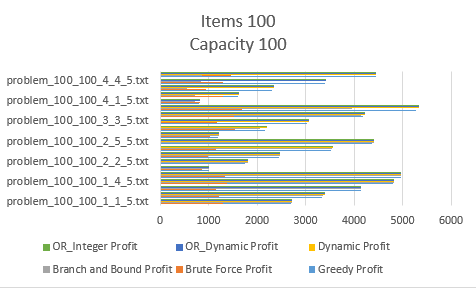 Items 100
Capacity 100
problem_100_100_4_4_5.txt
problem_100_100_4_1_5.txt
problem_100_100_3_3_5.txt
problem_100_100_2_5_5.txt
problem_100_100_2_2_5.txt
problem_100_100_1_4_5.txt
problem_100_100_1_1_5.txt
0 1000 2000 3000 4000 5000 6000
OR_Integer Profit OR_Dynamic Profit Dynamic Profit
Branch and Bound Profit Brute Force Profit Greedy Profit